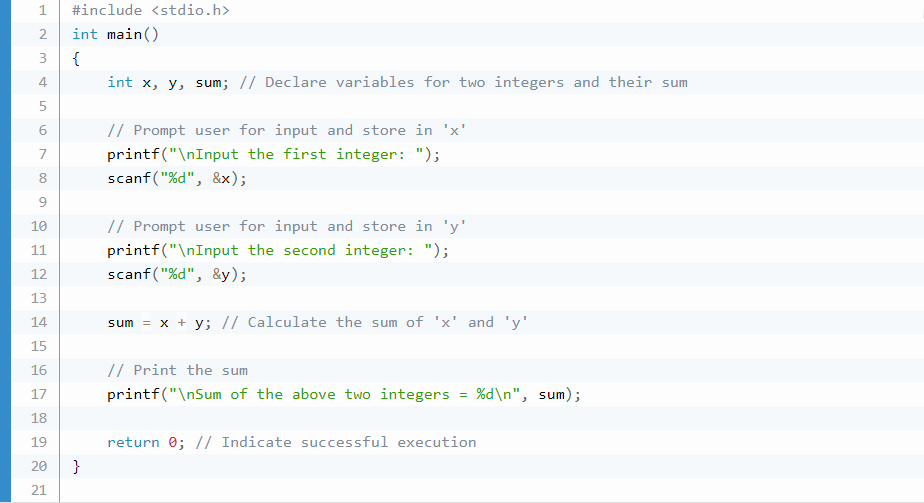 1 #include <stdio.h>
2 int main()
3 {
4     int x, y, sum; // Declare variables for two integers and their sum
5
6     // Prompt user for input and store in 'x'
7     printf("\nInput the first integer: ");
8     scanf("%d", &x);
9
10     // Prompt user for input and store in 'y'
11     printf("\nInput the second integer: ");
12     scanf("%d", &y);
13
14     sum = x + y; // Calculate the sum of 'x' and 'y'
15
16     // Print the sum
17     printf("\nSum of the above two integers = %d\n", sum);
18
19     return 0; // Indicate successful execution
20 }
21